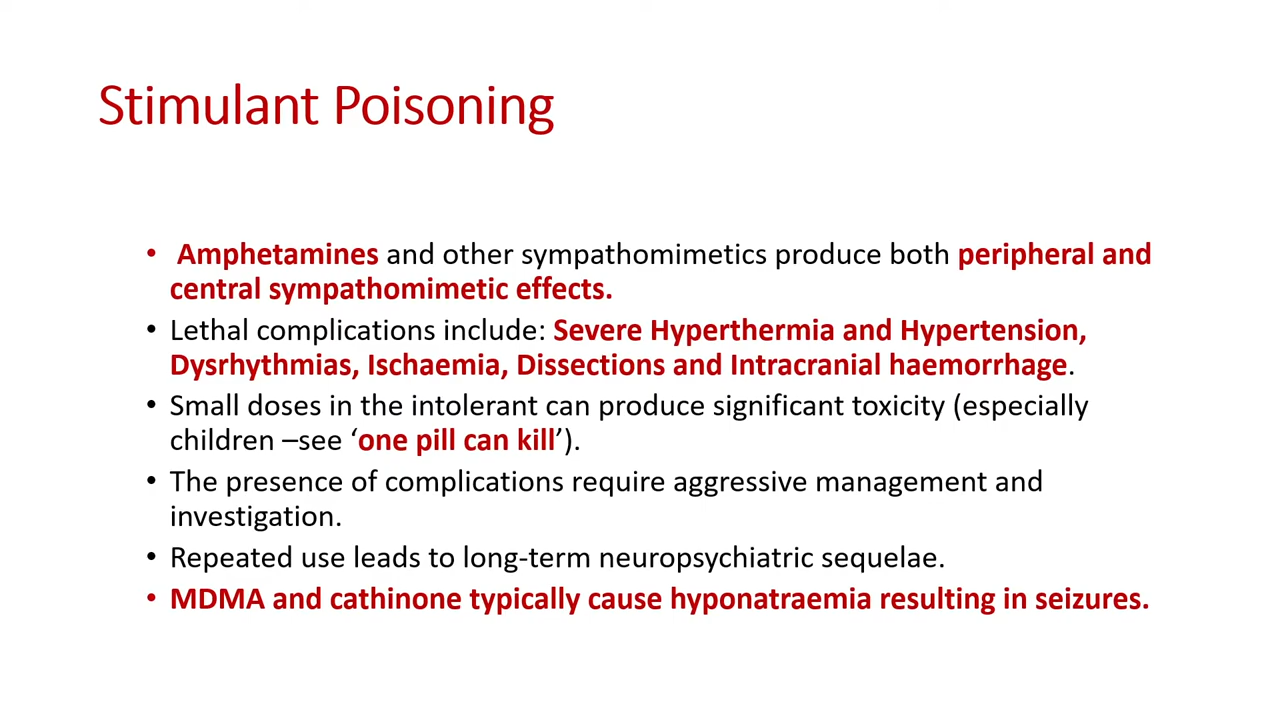 Stimulant Poisoning
• Amphetamines and other sympathomimetics produce both peripheral and
central sympathomimetic effects.
• Lethal complications include: Severe Hyperthermia and Hypertension,
Dysrhythmias, Ischaemia, Dissections and Intracranial haemorrhage.
• Small doses in the intolerant can produce significant toxicity (especially
children –see ‘one pill can kill’).
• The presence of complications require aggressive management and
investigation.
• Repeated use leads to long-term neuropsychiatric sequelae.
• MDMA and cathinone typically cause hyponatraemia resulting in seizures.